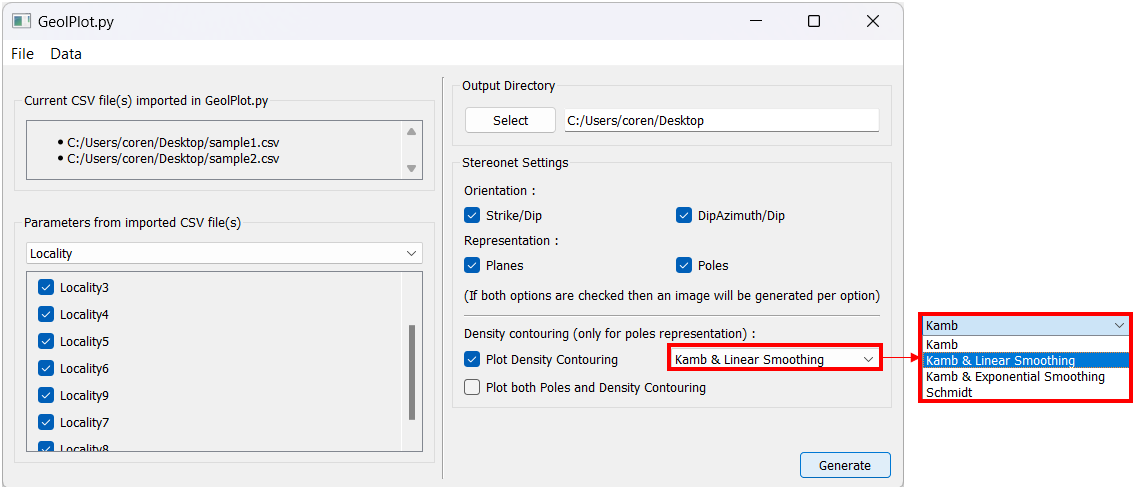 GeolPlot.py
File Data
Current CSV file(s) imported in GeolPlot.py
C:/Users/coren/Desktop/sample1.csv
C:/Users/coren/Desktop/sample2.csv
Parameters from imported CSV file(s)
Locality
Locality3
Locality4
Locality5
Locality6
Locality9
Locality7
Locality8
Output Directory
Select C:/Users/coren/Desktop
Stereonet Settings
Orientation :
Strike/Dip DipAzimuth/Dip
Representation :
Planes Poles
(If both options are checked then an image will be generated per option)
Density contouring (only for poles representation) :
Plot Density Contouring Kamb & Linear Smoothing
Plot both Poles and Density Contouring
Generate
Kamb
Kamb
Kamb & Linear Smoothing
Kamb & Exponential Smoothing
Schmidt